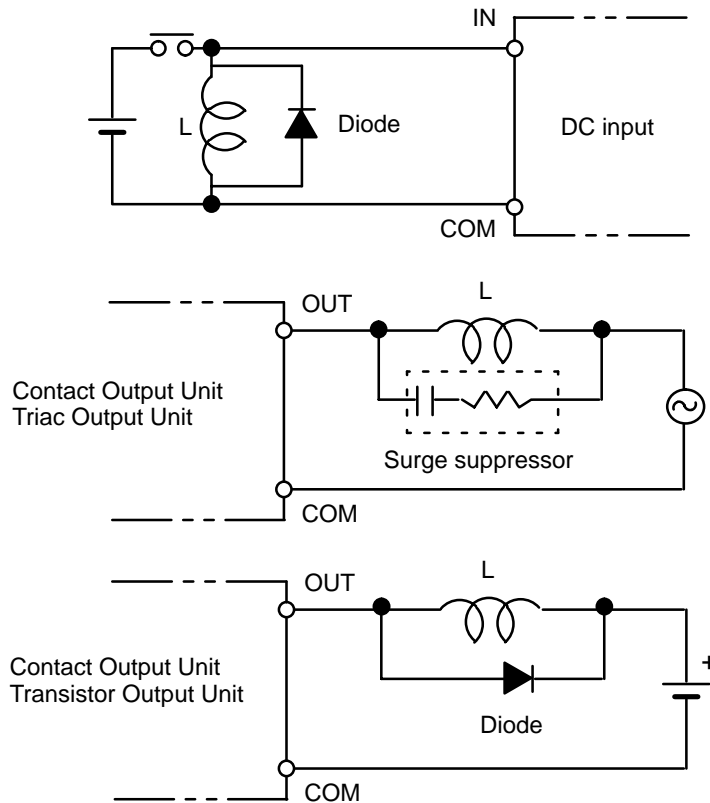 IN
L
Diode
DC input
COM
OUT
L
Contact Output Unit
Triac Output Unit
Surge suppressor
COM
OUT
L
Contact Output Unit
Transistor Output Unit
+
Diode
COM